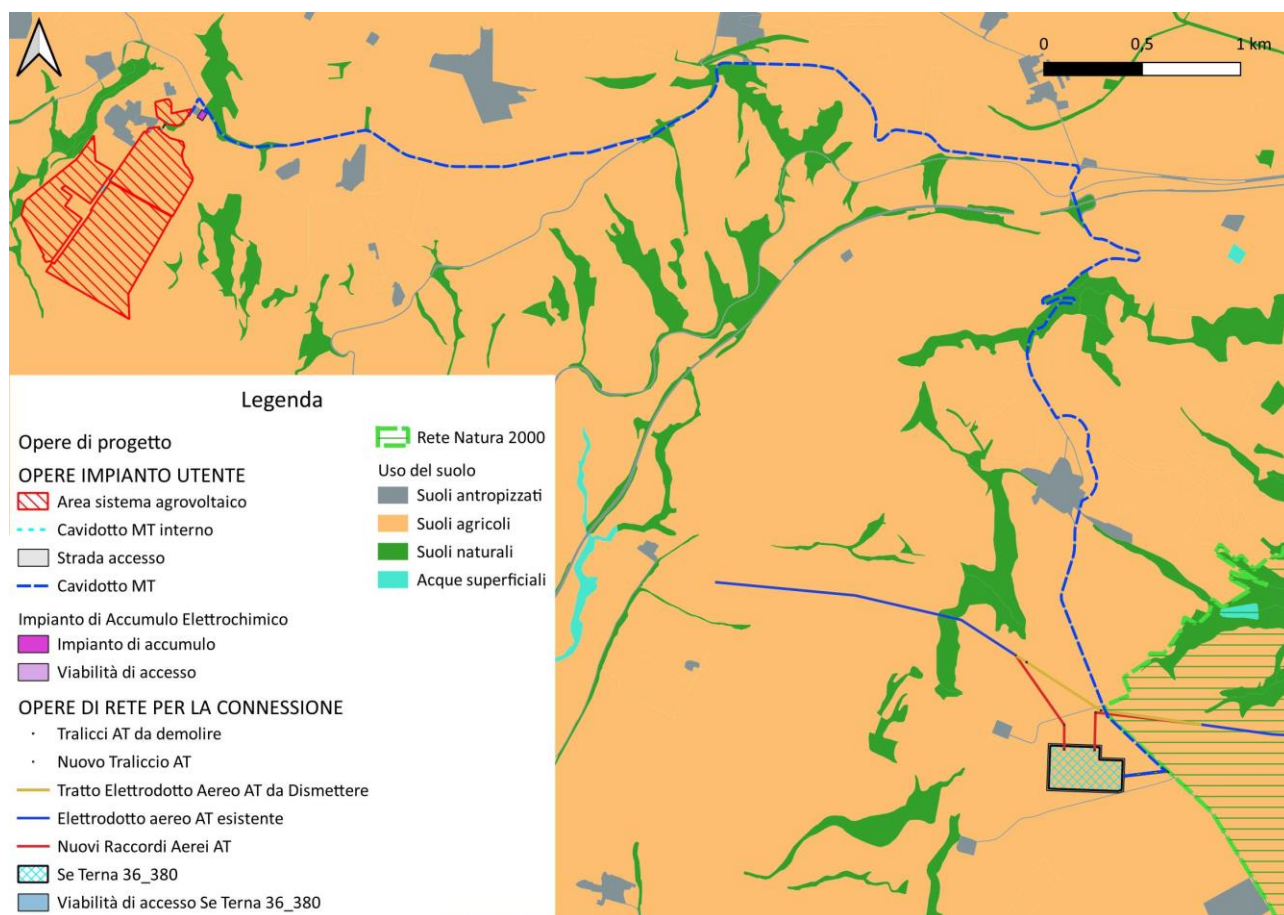 0 0,5 1 km
Legenda
Opere di progetto
OPERE IMPIANTO UTENTE
Area sistema agrovoltaico
Cavidotto MT interno
Strada accesso
Cavidotto MT
Impianto di Accumulo Elettrochimico
Impianto di accumulo
Viabilità di accesso
OPERE DI RETE PER LA CONNESSIONE
Tralicci AT da demolire
Nuovo Traliccio AT
Tratto Elettrodotto Aereo AT da Dismettere
Elettrodotto aereo AT esistente
Nuovi Raccordi Aerei AT
Se Terna 36_380
Viabilità di accesso Se Terna 36_380
Rete Natura 2000
Uso del suolo
Suoli antropizzati
Suoli agricoli
Suoli naturali
Acque superficiali